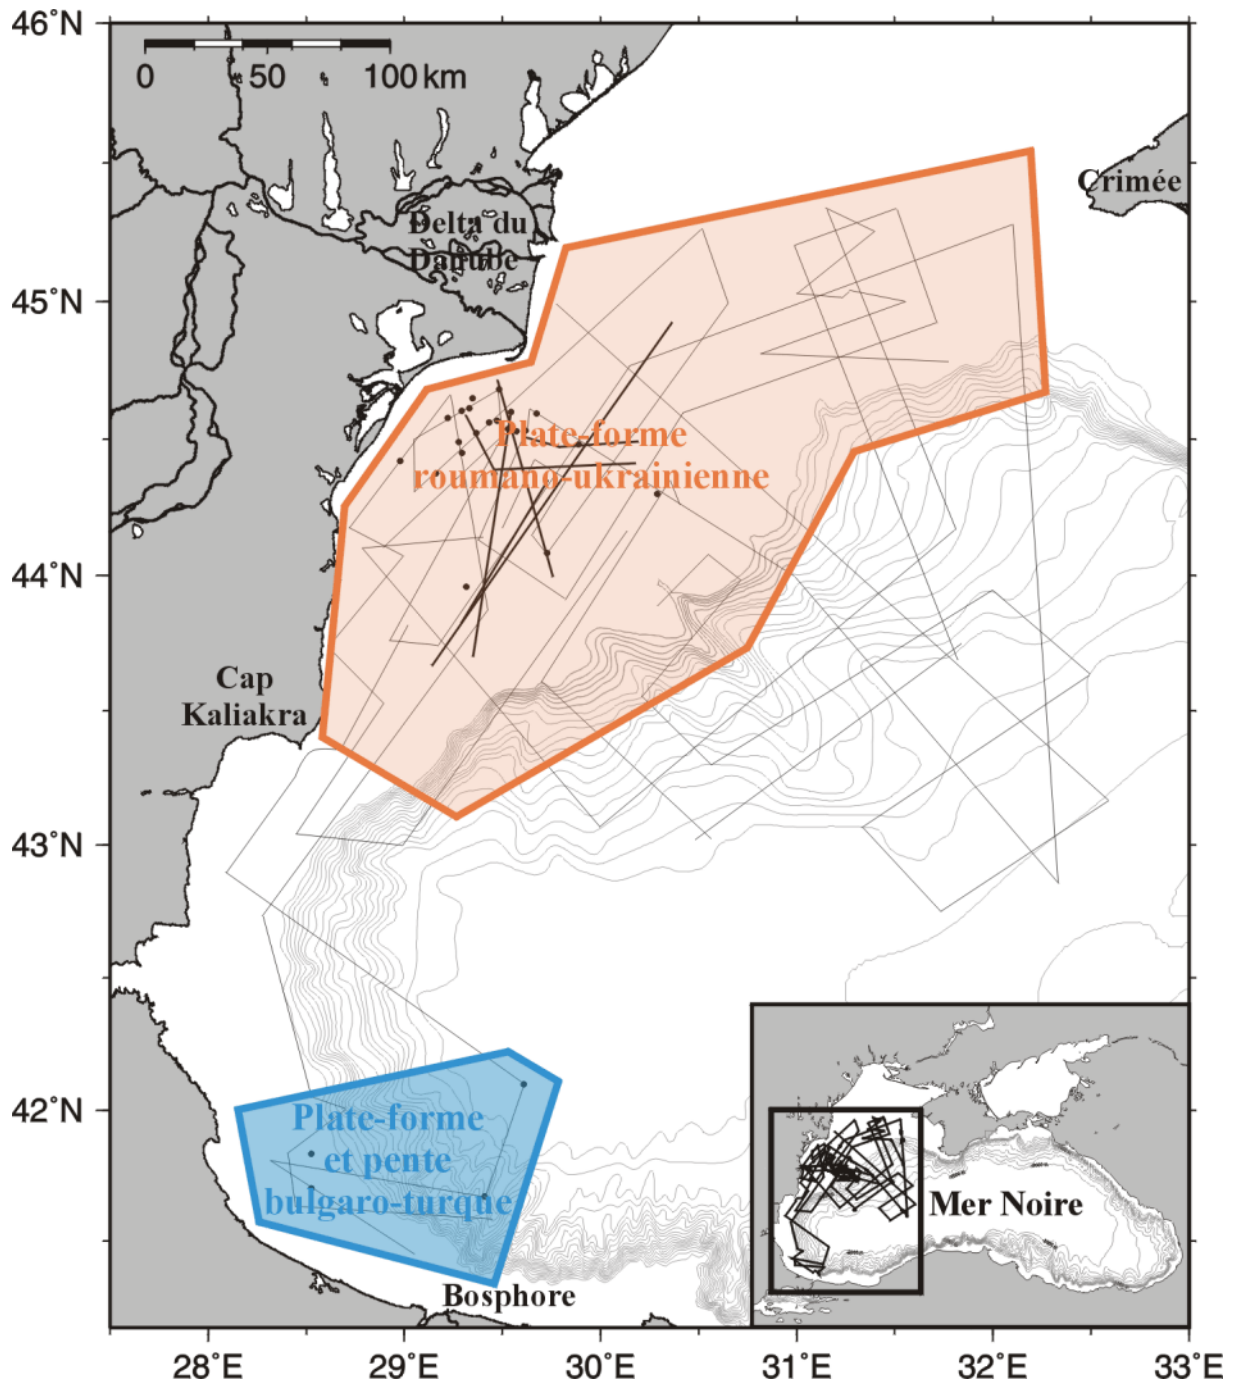 46°N
0 50 100 km
Crimée
Delta du
Danube
45°N
Plate-forme
roumano-ukrainienne
44°N
Cap
Kaliakra
43°N
42°N
Plate-forme
et pente
bulgaro-turque
Mer Noire
Bosphore
28°E 29°E 30°E 31°E 32°E 33°E